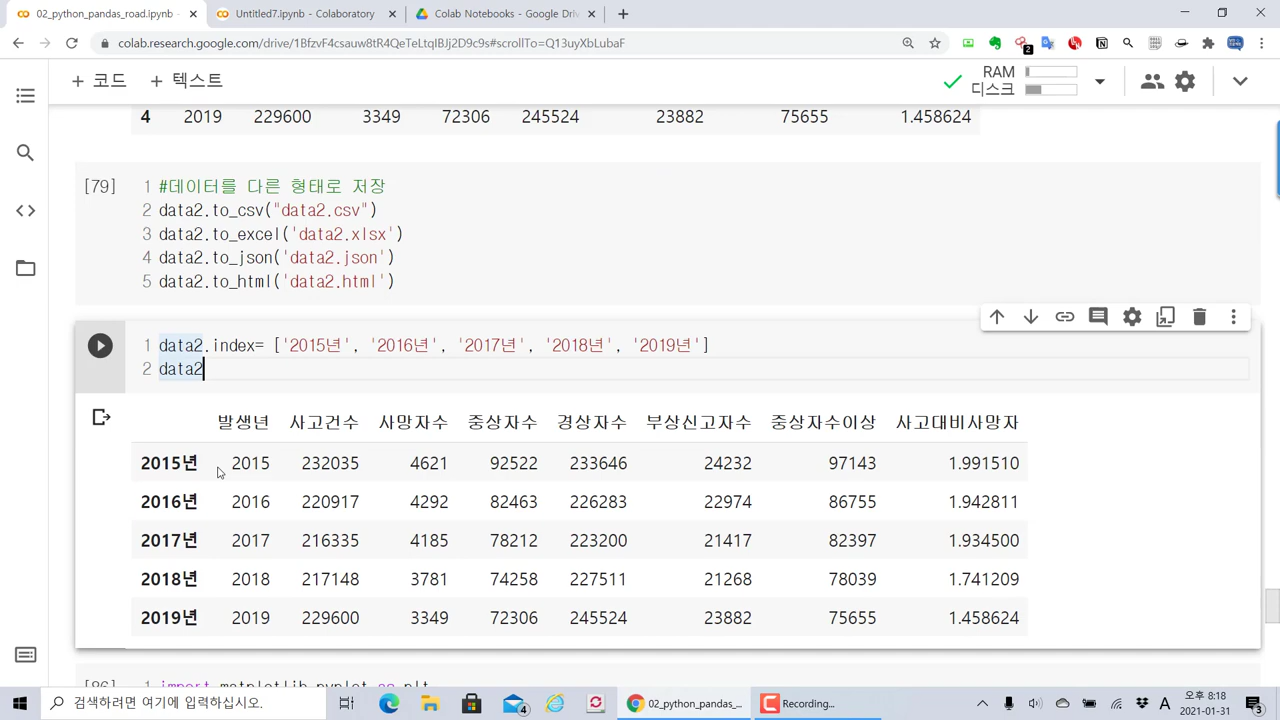 02_python_pandas_road.ipynb - 
Untitled7.ipynb - Colaboratory
Colab Notebooks - Google Driv
colab.research.google.com/drive/1BfzvF4csauw8tR4QeTeLtqIBJJ9D9c9s#scrollTo=Q13uyXbLubaF
2
+ 코드 + 텍스트
RAM
디스크
4 2019 229600 3349 72306 245524 23882 75655 1.458624
[79] 1 #데이터를 다른 형태로 저장
2 data2.to_csv("data2.csv")
3 data2.to_excel('data2.xlsx')
4 data2.to_json('data2.json')
5 data2.to_html('data2.html')
1 data2.index= ['2015년', '2016년', '2017년', '2018년', '2019년']
2 data2
발생년 사고건수 사망자수 중상자수 경상자수 부상신고자수 중상자수이상 사고대비사망자
2015년 2015 232035 4621 92522 233646 24232 97143 1.991510
2016년 2016 220917 4292 82463 226283 22974 86755 1.942811
2017년 2017 216335 4185 78212 223200 21417 82397 1.934500
2018년 2018 217148 3781 74258 227511 21268 78039 1.741209
2019년 2019 229600 3349 72306 245524 23882 75655 1.458624
[86] 1 import matplotlib.pyplot as plt
검색하려면 여기에 입력하십시오.
4
02_python_pandas_...
Recording...
A
오후 8:18
2021-01-31
3